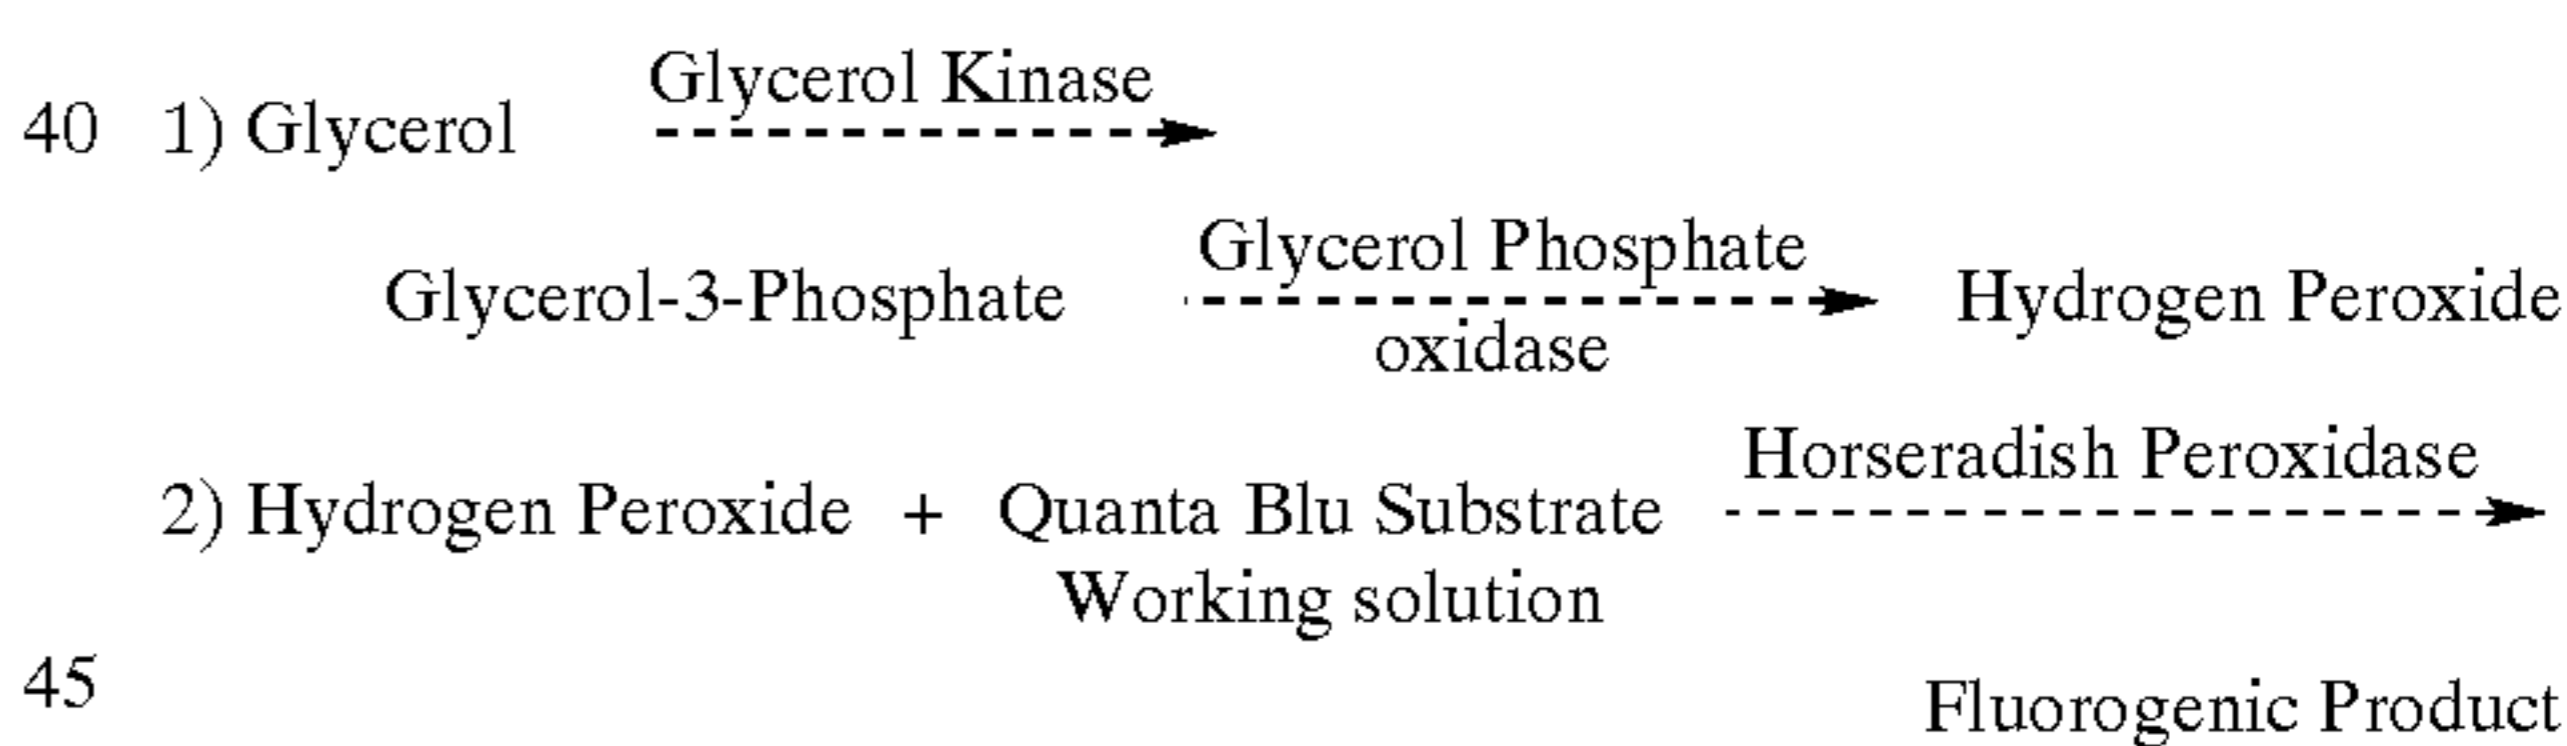 Glycerol Kinase
40 1) Glycerol
Glycerol Phosphate
Glycerol-3-Phosphate Hydrogen Peroxide
oxidase
Horseradish Peroxidase
2) Hydrogen Peroxide + Quanta Blu Substrate
Working solution
45
Fluorogenic Product